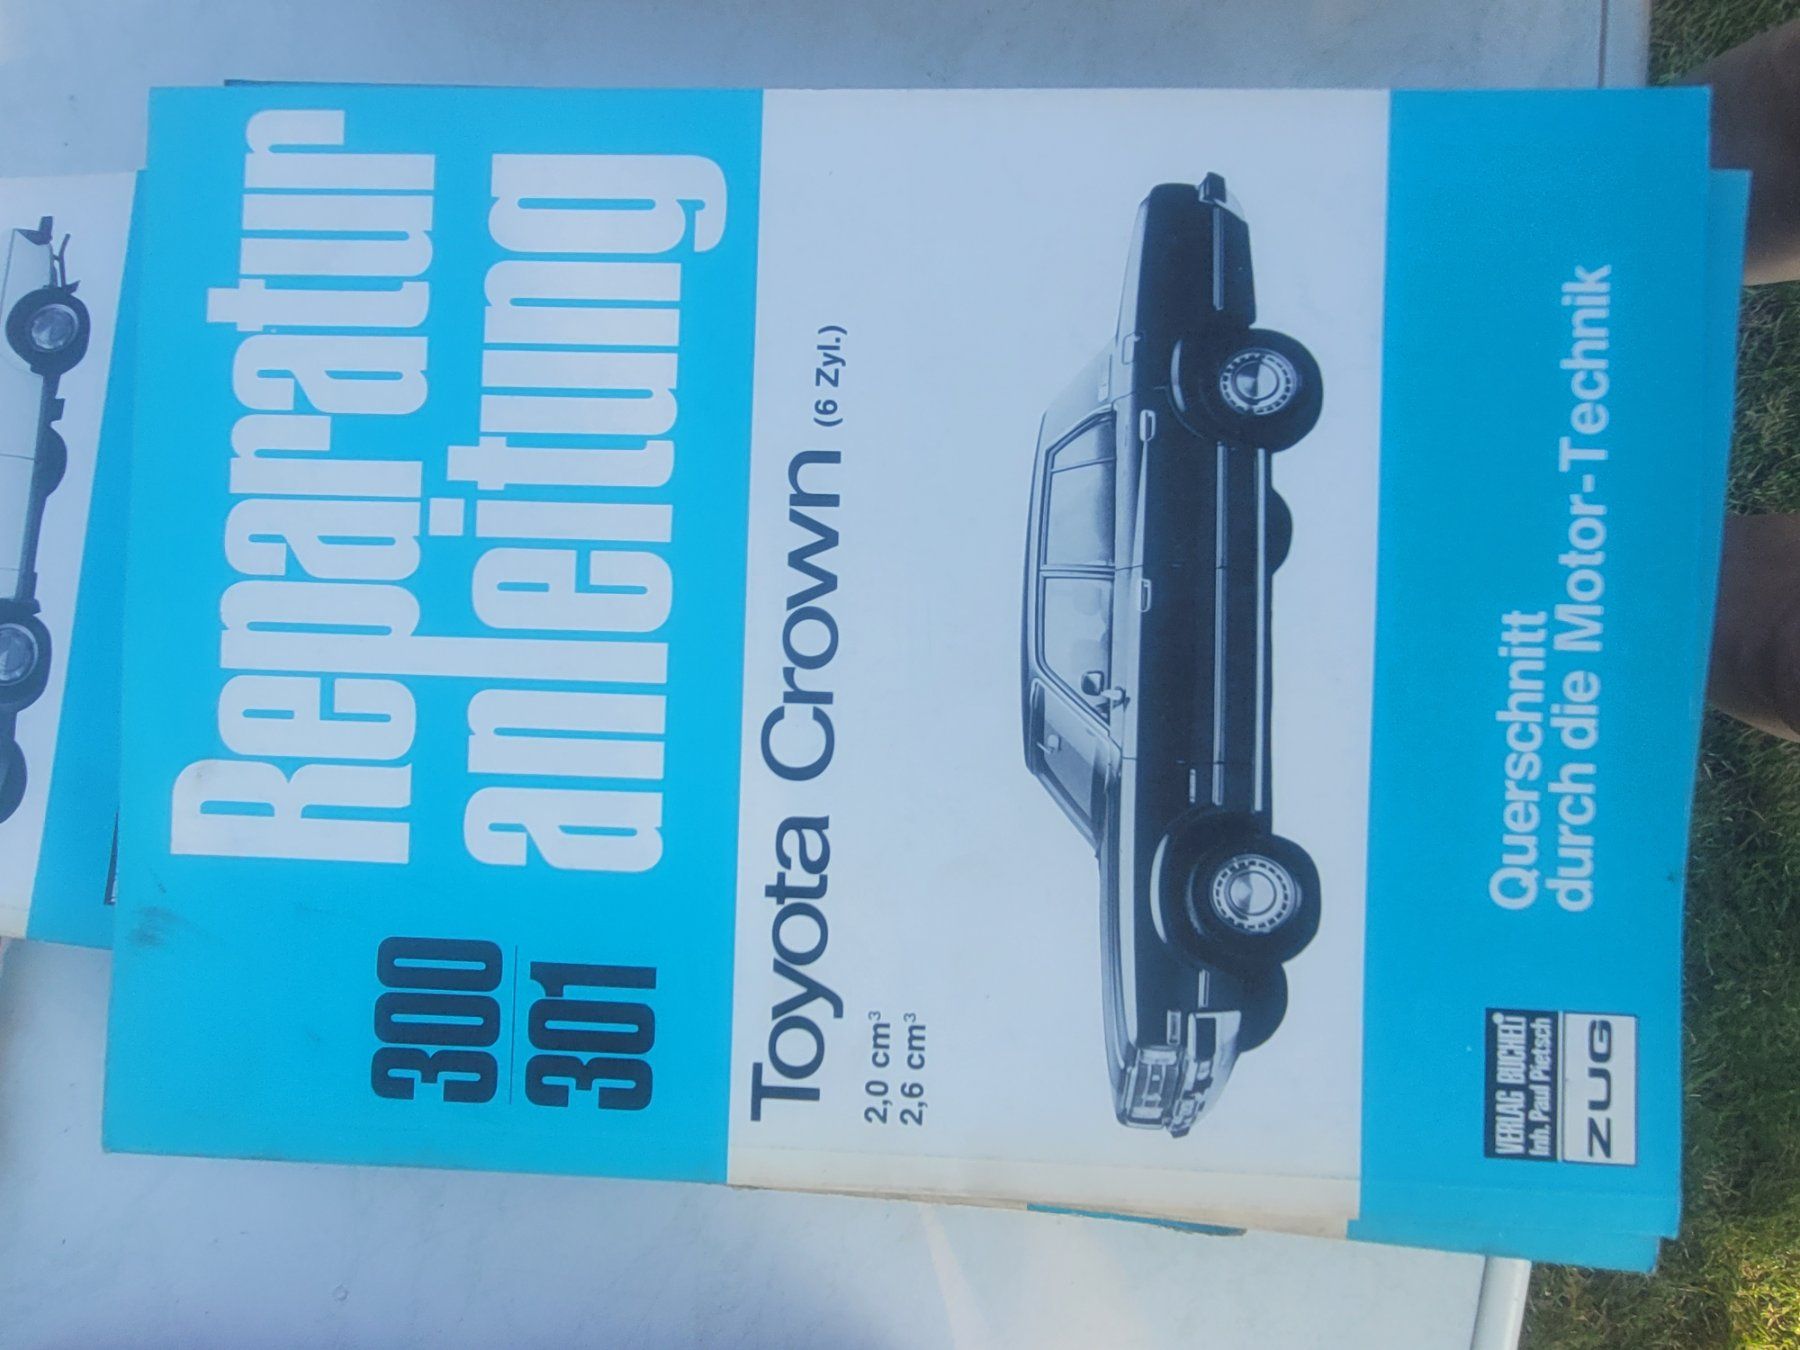 300
301
Reparatur
anleitung
Toyota Crown (6 Zyl.)
2,0 cm³
2,6 cm³
Querschnitt
durch die Motor-Technik
VERLAG BUCHELI
Inh. Paul Pietsch
ZUG